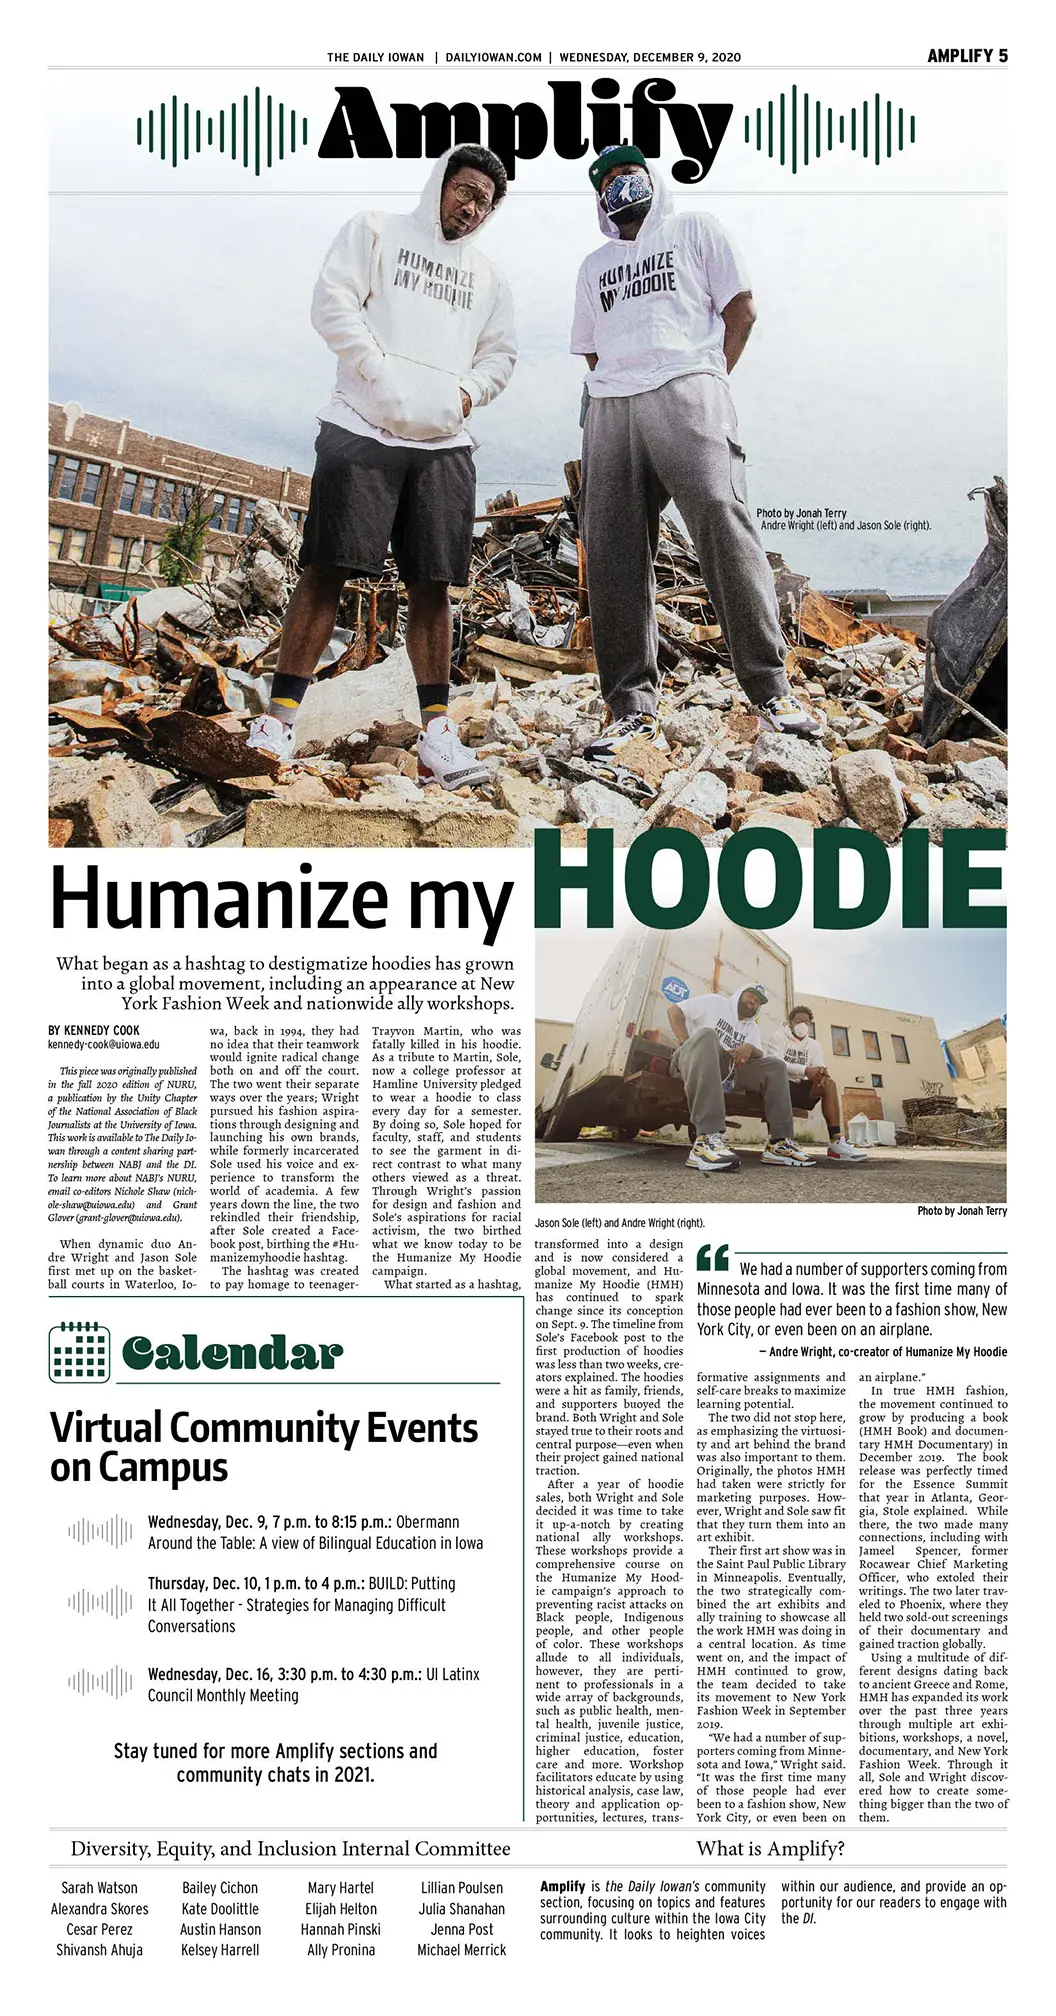 THE DAILY IOWAN | DAILYIOWAN.COM | WEDNESDAY, DECEMBER 9, 2020
AMPLIFY 5
Amplify
HUMANIZE
MY HOODIE
HUMANIZE
MY HOODIE
Photo by Jonah Terry
Andre Wright (left) and Jason Sole (right).
Humanize my HOODIE
What began as a hashtag to destigmatize hoodies has grown
into a global movement, including an appearance at New
York Fashion Week and nationwide ally workshops.
BY KENNEDY COOK
kennedy-cook@uiowa.edu
This piece was originally published
in the fall 2020 edition of NURU,
a publication by the Unity Chapter
of the National Association of Black
Journalists at the University of Iowa.
This work is available to The Daily Io-
wan through a content sharing part-
nership between NABJ and the DI.
To learn more about NABJ's NURU,
email co-editors Nichole Shaw (nich-
ole-shaw@uiowa.edu) and Grant
Glover (grant-glover@uiowa.edu).
When dynamic duo An-
dre Wright and Jason Sole
first met up on the basket-
ball courts in Waterloo, Io-
wa, back in 1994, they had
no idea that their teamwork
would ignite radical change
both on and off the court.
The two went their separate
ways over the years; Wright
pursued his fashion aspira-
tions through designing and
launching his own brands,
while formerly incarcerated
Sole used his voice and ex-
perience to transform the
world of academia. A few
years down the line, the two
rekindled their friendship,
after Sole created a Face-
book post, birthing the #Hu-
manizemyhoodie hashtag.
The hashtag was created
to pay homage to teenager-
Trayvon Martin, who was
fatally killed in his hoodie.
As a tribute to Martin, Sole,
now a college professor at
Hamline University pledged
to wear a hoodie to class
every day for a semester.
By doing so, Sole hoped for
faculty, staff, and students
to see the garment in di-
rect contrast to what many
others viewed as a threat.
Through Wright's passion
for design and fashion and
Sole's aspirations for racial
activism, the two birthed
what we know today to be
the Humanize My Hoodie
campaign.
What started as a hashtag,
ADT
HUMANIZE
MY HOODIE
Photo by Jonah Terry
Jason Sole (left) and Andre Wright (right).
transformed into a design
and is now considered a
global movement, and Hu-
manize My Hoodie (HMH)
has continued to spark
change since its conception
on Sept. 9. The timeline from
Sole's Facebook post to the
first production of hoodies
was less than two weeks, cre-
ators explained. The hoodies
were a hit as family, friends,
and supporters buoyed the
brand. Both Wright and Sole
stayed true to their roots and
central purpose—even when
their project gained national
traction.
After a year of hoodie
sales, both Wright and Sole
decided it was time to take
it up-a-notch by creating
national ally workshops.
These workshops provide a
comprehensive course on
the Humanize My Hood-
ie campaign's approach to
preventing racist attacks on
Black people, Indigenous
people, and other people
of color. These workshops
allude to all individuals,
however, they are perti-
nent to professionals in a
wide array of backgrounds,
such as public health, men-
tal health, juvenile justice,
criminal justice, education,
higher education, foster
care and more. Workshop
facilitators educate by using
historical analysis, case law,
theory and application op-
portunities, lectures, trans-
“We had a number of supporters coming from
Minnesota and Iowa. It was the first time many of
those people had ever been to a fashion show, New
York City, or even been on an airplane.
— Andre Wright, co-creator of Humanize My Hoodie
formative assignments and
self-care breaks to maximize
learning potential.
The two did not stop here,
as emphasizing the virtuosi-
ty and art behind the brand
was also important to them.
Originally, the photos HMH
had taken were strictly for
marketing purposes. How-
ever, Wright and Sole saw fit
that they turn them into an
art exhibit.
Their first art show was in
the Saint Paul Public Library
in Minneapolis. Eventually,
the two strategically com-
bined the art exhibits and
ally training to showcase all
the work HMH was doing in
a central location. As time
went on, and the impact of
HMH continued to grow,
the team decided to take
its movement to New York
Fashion Week in September
2019.
“We had a number of sup-
porters coming from Minne-
sota and Iowa,” Wright said.
“It was the first time many
of those people had ever
been to a fashion show, New
York City, or even been on
an airplane.”
In true HMH fashion,
the movement continued to
grow by producing a book
(HMH Book) and documen-
tary HMH Documentary) in
December 2019. The book
release was perfectly timed
for the Essence Summit
that year in Atlanta, Geor-
gia, Stole explained. While
there, the two made many
connections, including with
Jameel Spencer, former
Rocawear Chief Marketing
Officer, who extoled their
writings. The two later trav-
eled to Phoenix, where they
held two sold-out screenings
of their documentary and
gained traction globally.
Using a multitude of dif-
ferent designs dating back
to ancient Greece and Rome,
HMH has expanded its work
over the past three years
through multiple art exhi-
bitions, workshops, a novel,
documentary, and New York
Fashion Week. Through it
all, Sole and Wright discov-
ered how to create some-
thing bigger than the two of
them.
Calendar
Virtual Community Events
on Campus
Wednesday, Dec. 9, 7 p.m. to 8:15 p.m.: Obermann
Around the Table: A view of Bilingual Education in Iowa
Thursday, Dec. 10, 1 p.m. to 4 p.m.: BUILD: Putting
It All Together - Strategies for Managing Difficult
Conversations
Wednesday, Dec. 16, 3:30 p.m. to 4:30 p.m.: UI Latinx
Council Monthly Meeting
Stay tuned for more Amplify sections and
community chats in 2021.
Diversity, Equity, and Inclusion Internal Committee
Sarah Watson
Alexandra Skores
Cesar Perez
Shivansh Ahuja
Bailey Cichon
Kate Doolittle
Austin Hanson
Kelsey Harrell
Mary Hartel
Elijah Helton
Hannah Pinski
Ally Pronina
Lillian Poulsen
Julia Shanahan
Jenna Post
Michael Merrick
What is Amplify?
Amplify is the Daily Iowan's community
section, focusing on topics and features
surrounding culture within the Iowa City
community. It looks to heighten voices
within our audience, and provide an op-
portunity for our readers to engage with
the DI.